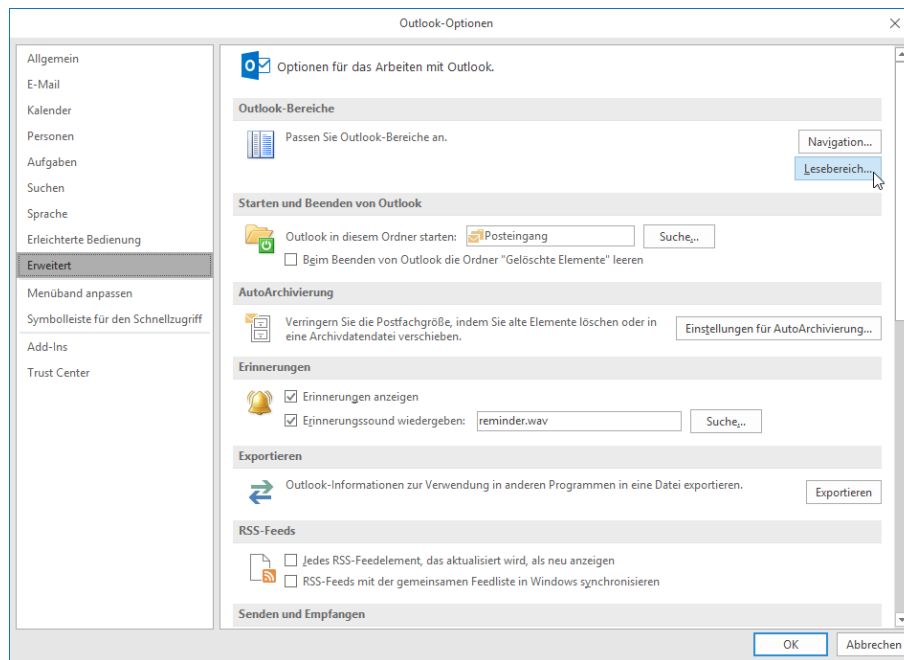 Outlook-Optionen
Allgemein
E-Mail
Kalender
Personen
Aufgaben
Suchen
Sprache
Erleichterte Bedienung
Erweitert
Menüband anpassen
Symbolleiste für den Schnellzugriff
Add-Ins
Trust Center
Optionen für das Arbeiten mit Outlook.
Outlook-Bereiche
Passen Sie Outlook-Bereiche an.
Navigation...
Lesebereich...
Starten und Beenden von Outlook
Outlook in diesem Ordner starten: Posteingang Suche...
Beim Beenden von Outlook die Ordner "Gelöschte Elemente" leeren
AutoArchivierung
Verringern Sie die Postfachgröße, indem Sie alte Elemente löschen oder in
eine Archivdatendatei verschieben.
Einstellungen für AutoArchivierung...
Erinnerungen
Erinnerungen anzeigen
Erinnerungssound wiedergeben: reminder.wav Suche...
Exportieren
Outlook-Informationen zur Verwendung in anderen Programmen in eine Datei exportieren.
Exportieren
RSS-Feeds
Jedes RSS-Feedelement, das aktualisiert wird, als neu anzeigen
RSS-Feeds mit der gemeinsamen Feedliste in Windows synchronisieren
Senden und Empfangen
OK Abbrechen